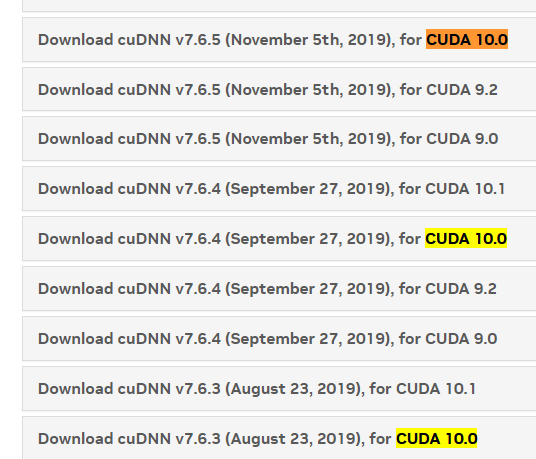 Download cuDNN v7.6.5 (November 5th, 2019), for CUDA 10.0
Download cuDNN v7.6.5 (November 5th, 2019), for CUDA 9.2
Download cuDNN v7.6.5 (November 5th, 2019), for CUDA 9.0
Download cuDNN v7.6.4 (September 27, 2019), for CUDA 10.1
Download cuDNN v7.6.4 (September 27, 2019), for CUDA 10.0
Download cuDNN v7.6.4 (September 27, 2019), for CUDA 9.2
Download cuDNN v7.6.4 (September 27, 2019), for CUDA 9.0
Download cuDNN v7.6.3 (August 23, 2019), for CUDA 10.1
Download cuDNN v7.6.3 (August 23, 2019), for CUDA 10.0